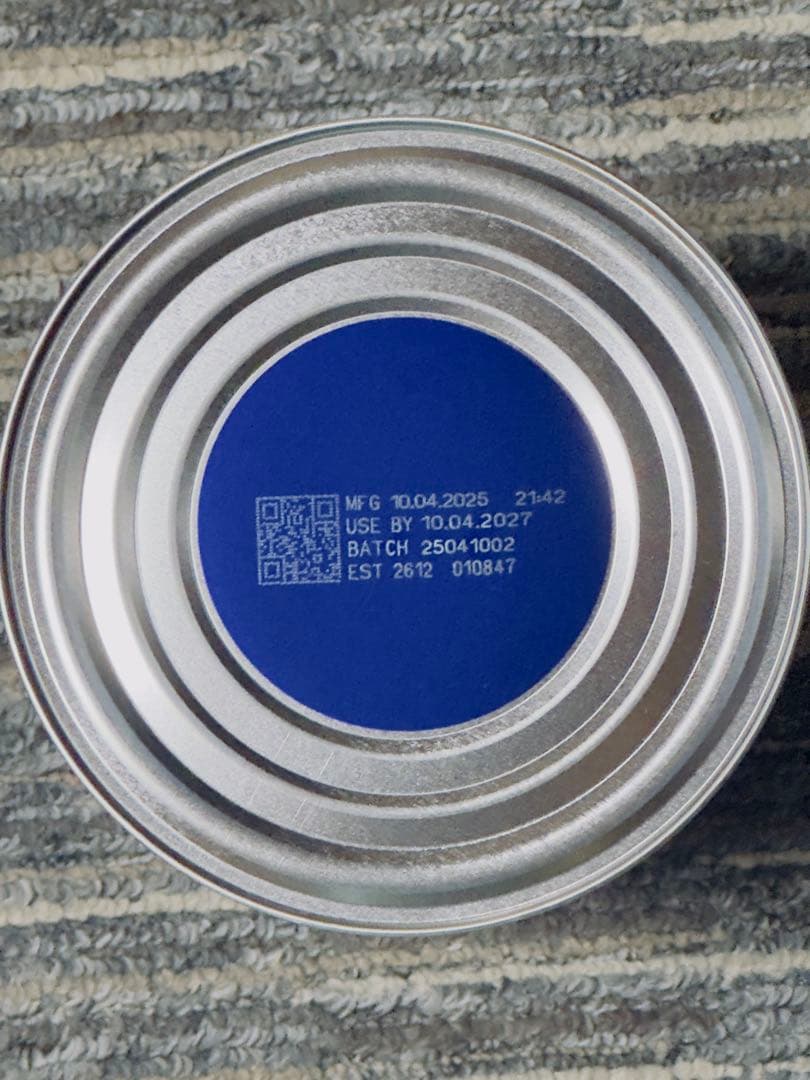 MFG 10.04.2025 21:42
USE BY 10.04.2027
BATCH 25041002
EST 2612 010847